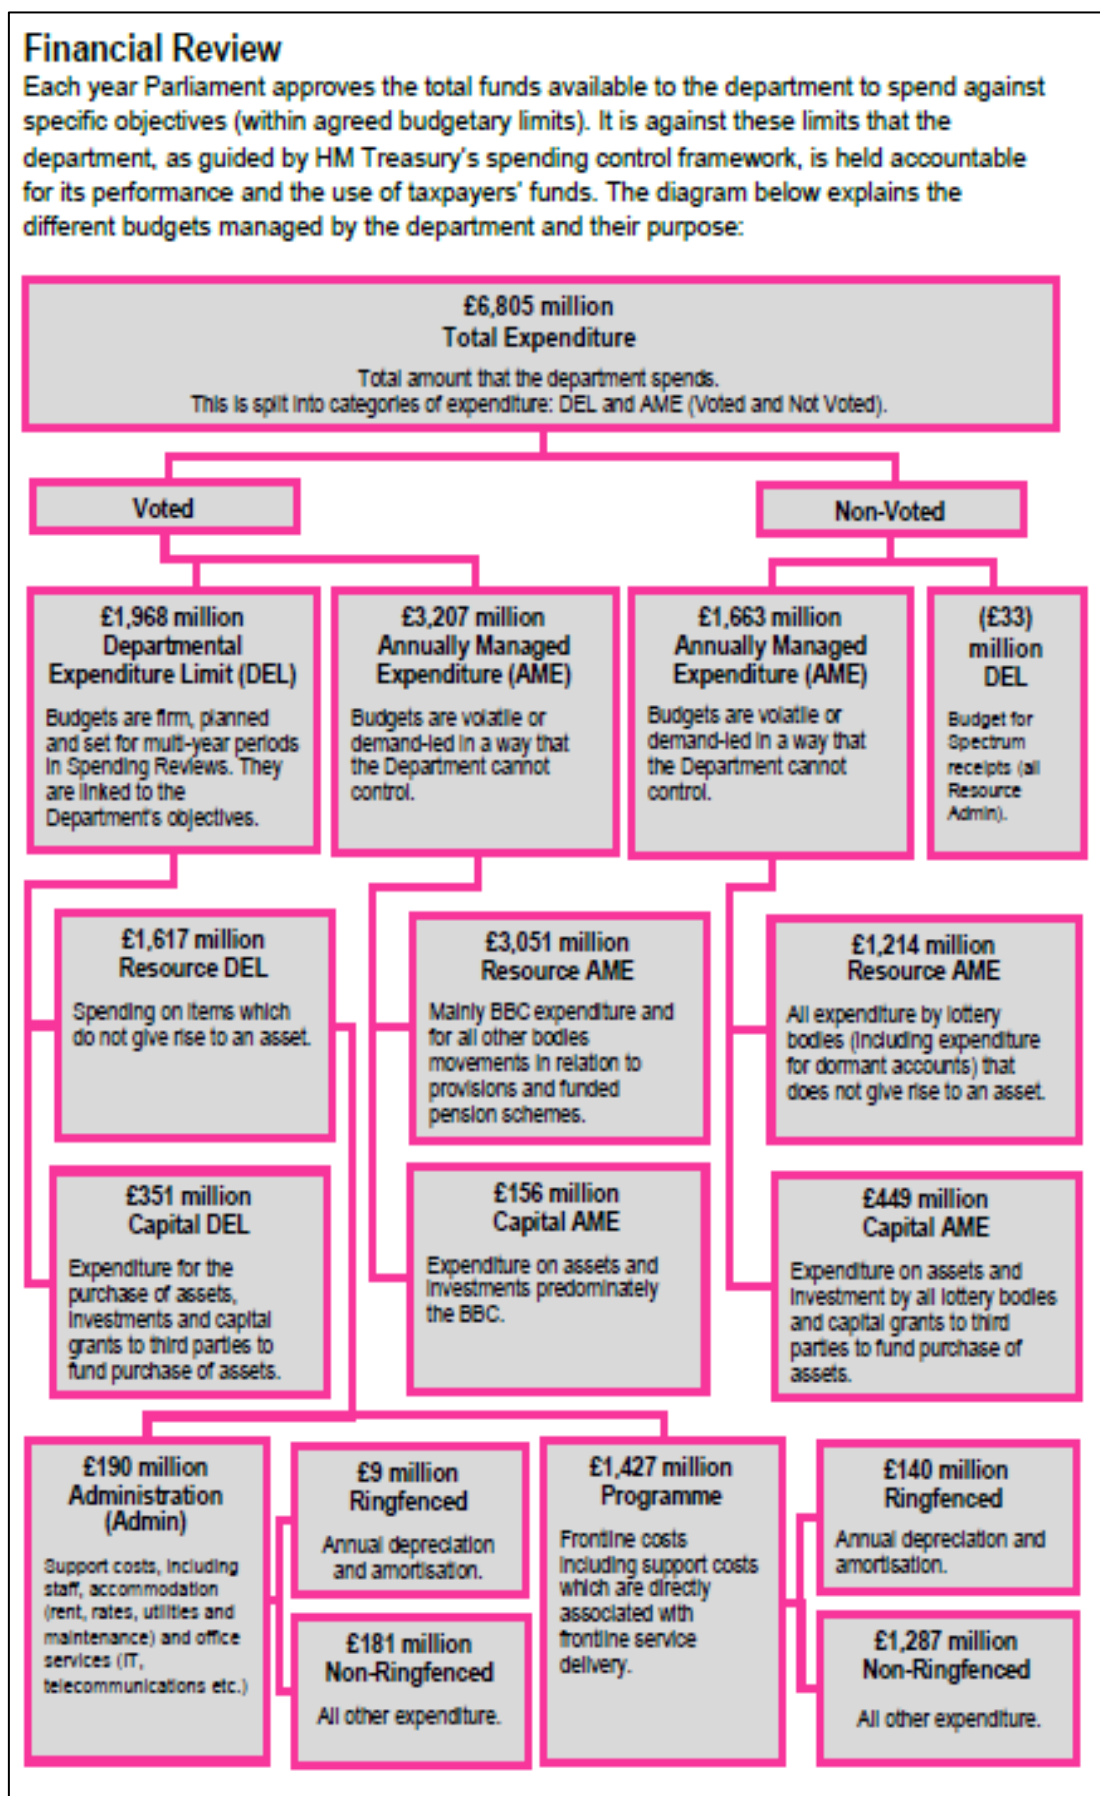 Financial Review
Each year Parliament approves the total funds available to the department to spend against
specific objectives (within agreed budgetary limits). It is against these limits that the
department, as guided by HM Treasury's spending control framework, is held accountable
for its performance and the use of taxpayers' funds. The diagram below explains the
different budgets managed by the department and their purpose:
£6,805 million
Total Expenditure
Total amount that the department spends.
This is split into categories of expenditure: DEL and AME (Voted and Not Voted).
Voted
Non-Voted
£1,968 million
Departmental
Expenditure Limit (DEL)
Budgets are firm, planned
and set for multi-year periods
in Spending Reviews. They
are linked to the
Department's objectives.
£3,207 million
Annually Managed
Expenditure (AME)
Budgets are volatile or
demand-led in a way that
the Department cannot
control.
£1,663 million
Annually Managed
Expenditure (AME)
Budgets are volatile or
demand-led in a way that
the Department cannot
control.
(£33)
million
DEL
Budget for
Spectrum
receipts (all
Resource
Admin).
£1,617 million
Resource DEL
Spending on items which
do not give rise to an asset.
£3,051 million
Resource AME
Mainly BBC expenditure and
for all other bodies
movements in relation to
provisions and funded
pension schemes.
£1,214 million
Resource AME
All expenditure by lottery
bodies (including expenditure
for dormant accounts) that
does not give rise to an asset.
£351 million
Capital DEL
Expenditure for the
purchase of assets,
investments and capital
grants to third parties to
fund purchase of assets.
£156 million
Capital AME
Expenditure on assets and
investments predominately
the BBC.
£449 million
Capital AME
Expenditure on assets and
investment by all lottery bodies
and capital grants to third
parties to fund purchase of
assets.
£190 million
Administration
(Admin)
Support costs, including
staff, accommodation
(rent, rates, utilities and
maintenance) and office
services (IT,
telecommunications etc.)
£9 million
Ringfenced
Annual depreciation
and amortisation.
£181 million
Non-Ringfenced
All other expenditure.
£1,427 million
Programme
Frontline costs
including support costs
which are directly
associated with
frontline service
delivery.
£140 million
Ringfenced
Annual depreciation and
amortisation.
£1,287 million
Non-Ringfenced
All other expenditure.